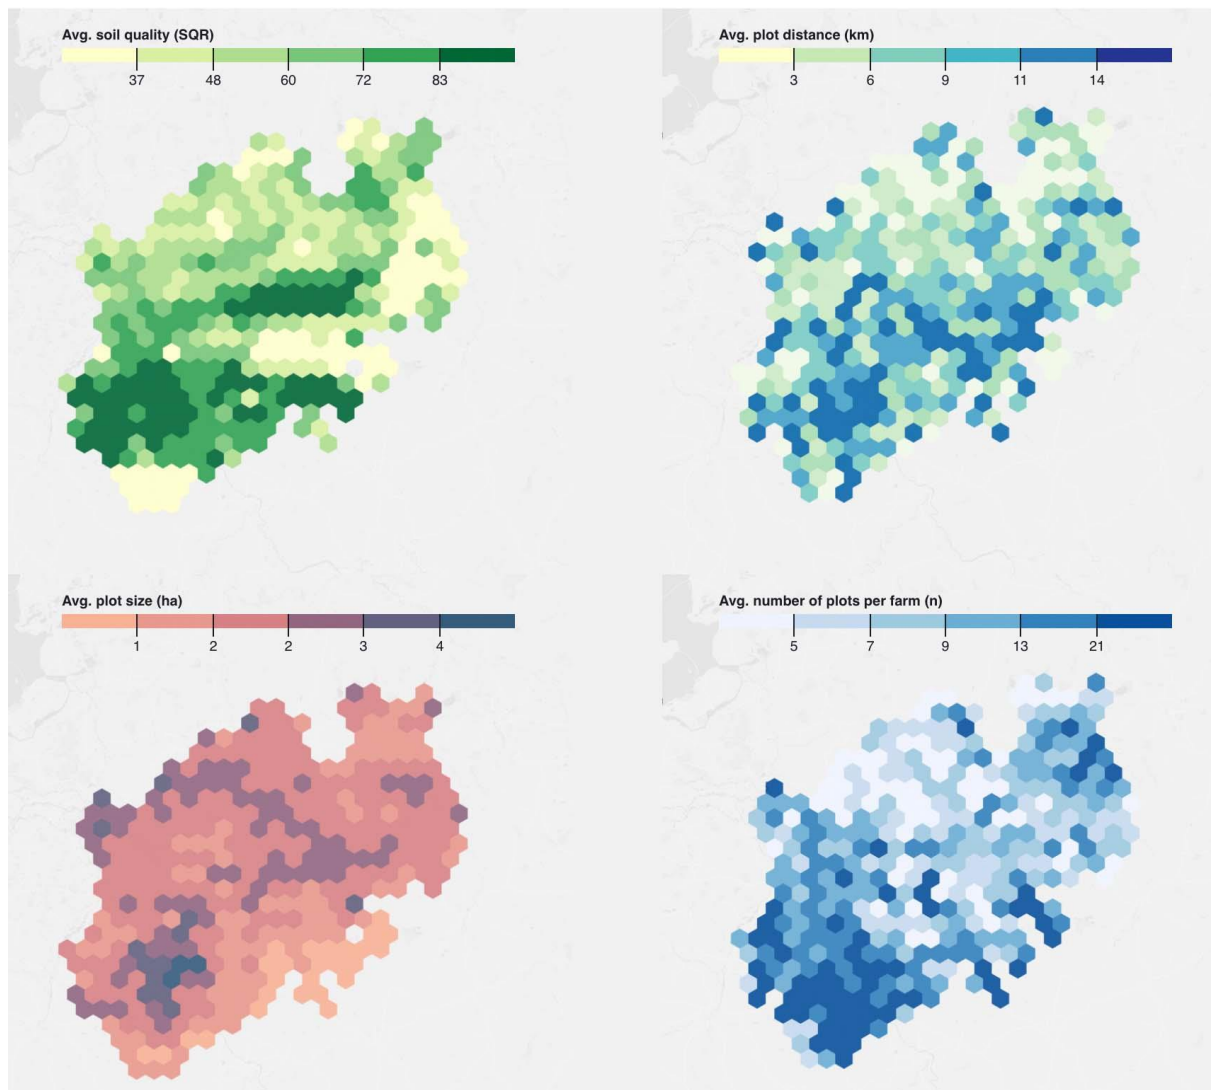 Avg. soil quality (SQR)
37 48 60 72 83
Avg. plot distance (km)
3 6 9 11 14
Avg. plot size (ha)
1 2 2 3 4
Avg. number of plots per farm (n)
5 7 9 13 21